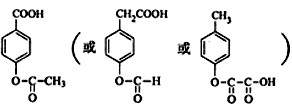 COOH
O-C-CH₃
O
(或
CH₂COOH
O-C-H
O
或
CH₃
O-C-C-OH
O O
)